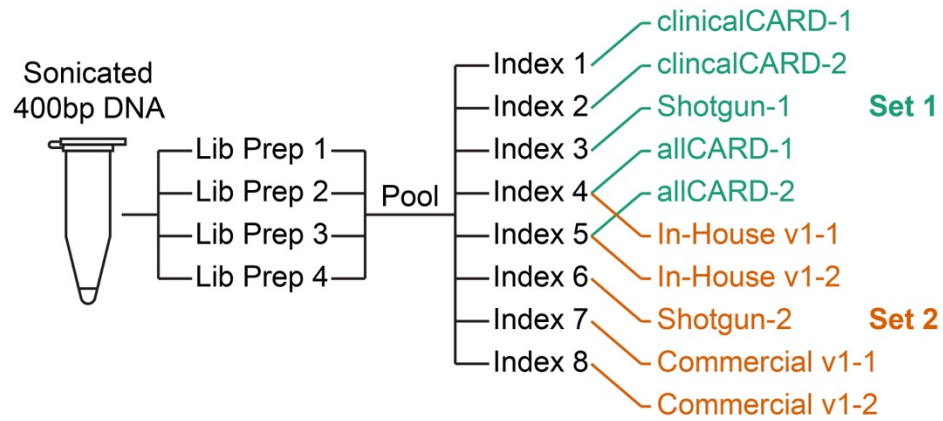 Sonicated
400bp DNA
Lib Prep 1
Lib Prep 2
Lib Prep 3
Lib Prep 4
Pool
Index 1
Index 2
Index 3
Index 4
Index 5
Index 6
Index 7
Index 8
clinicalCARD-1
clincalCARD-2
Shotgun-1
allCARD-1
allCARD-2
Set 1
In-House v1-1
In-House v1-2
Shotgun-2
Commercial v1-1
Commercial v1-2
Set 2